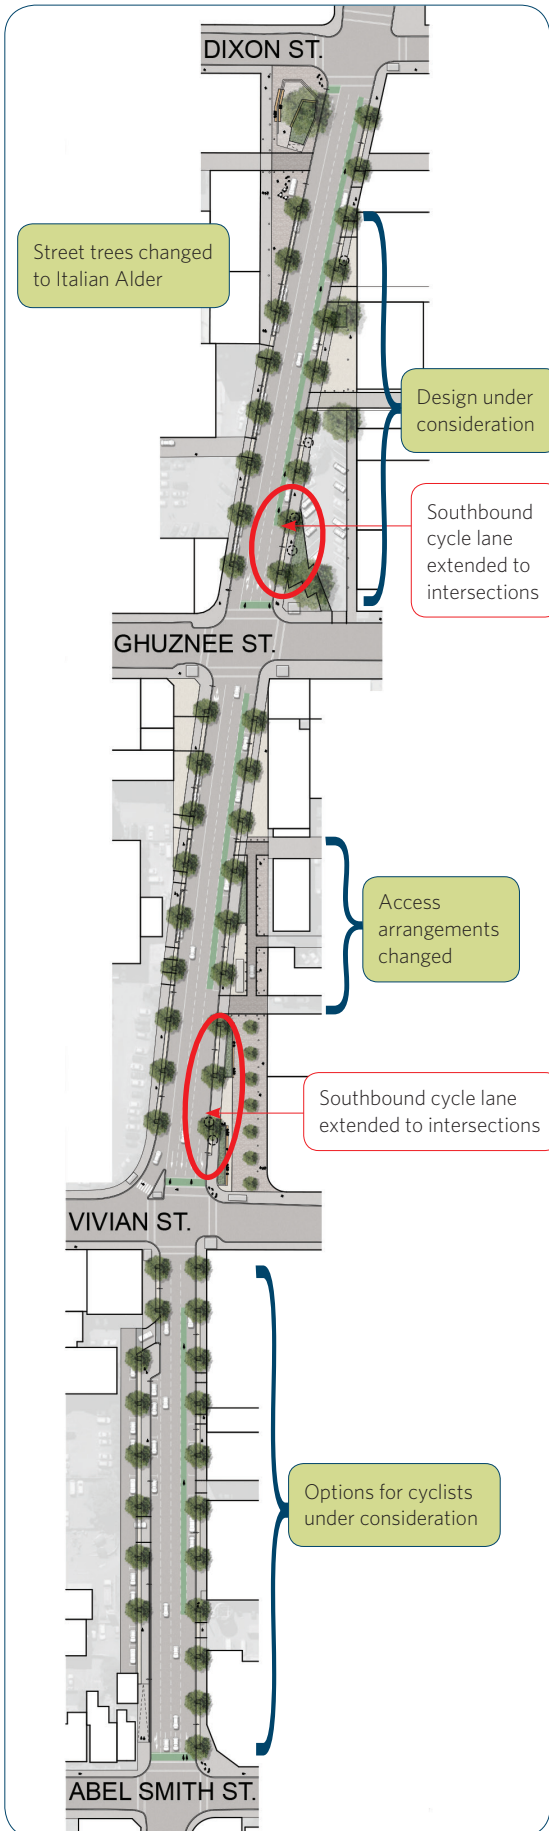 DIXON ST.
Street trees changed
to Italian Alder
Design under
consideration
Southbound
cycle lane
extended to
intersections
GHUZNEE ST.
Access
arrangements
changed
Southbound cycle lane
extended to intersections
VIVIAN ST.
Options for cyclists
under consideration
ABEL SMITH ST.